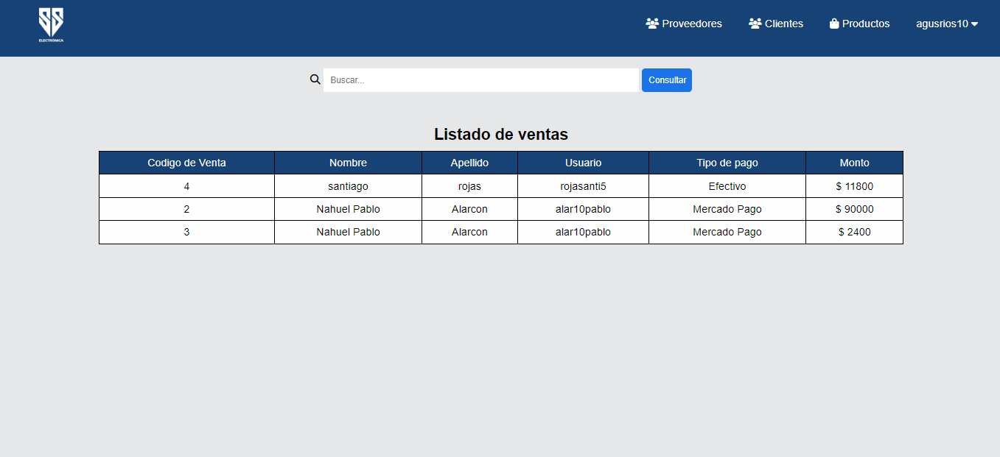 ELECTRÓNICA
Proveedores Clientes Productos agusrios10
Buscar... Consultar
Listado de ventas
Codigo de Venta Nombre Apellido Usuario Tipo de pago Monto
4 santiago rojas rojasanti5 Efectivo $ 11800
2 Nahuel Pablo Alarcon alar10pablo Mercado Pago $ 90000
3 Nahuel Pablo Alarcon alar10pablo Mercado Pago $ 2400